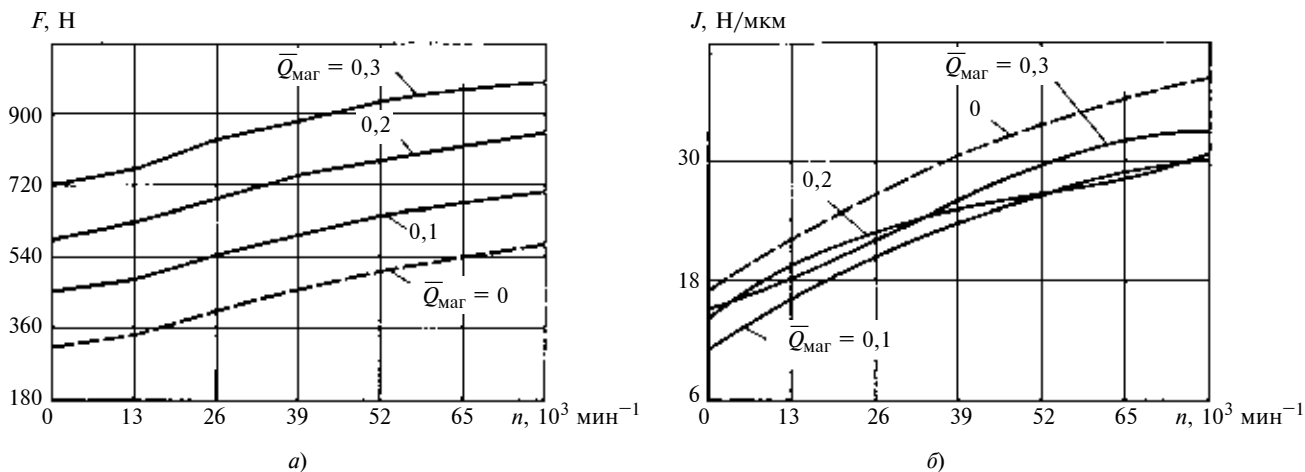 F, Н
Q̅маг = 0,3
0,2
0,1
Q̅маг = 0
900
720
540
360
180
0 13 26 39 52 65 n, 10³ мин⁻¹
а)
J, Н/мкм
Q̅маг = 0,3
0
0,2
Q̅маг = 0,1
30
18
6
0 13 26 39 52 65 n, 10³ мин⁻¹
б)